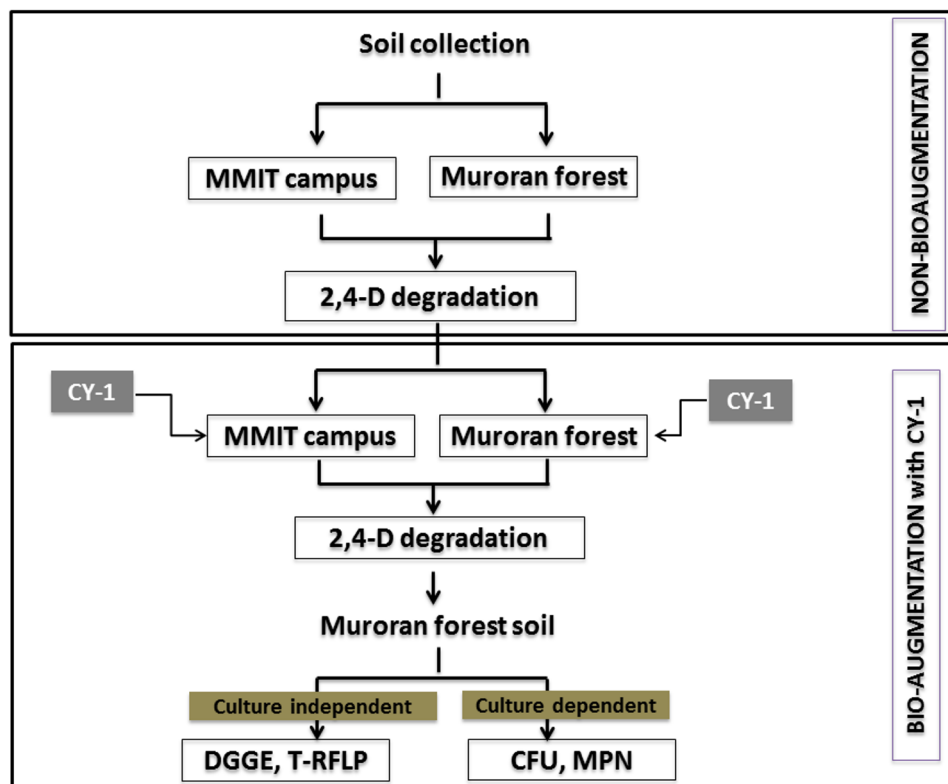 Soil collection
MMIT campus
Muroran forest
2,4-D degradation
NON-BIOAUGMENTATION
CY-1
CY-1
MMIT campus
Muroran forest
2,4-D degradation
Muroran forest soil
Culture independent
Culture dependent
DGGE, T-RFLP
CFU, MPN
BIO-AUGMENTATION with CY-1